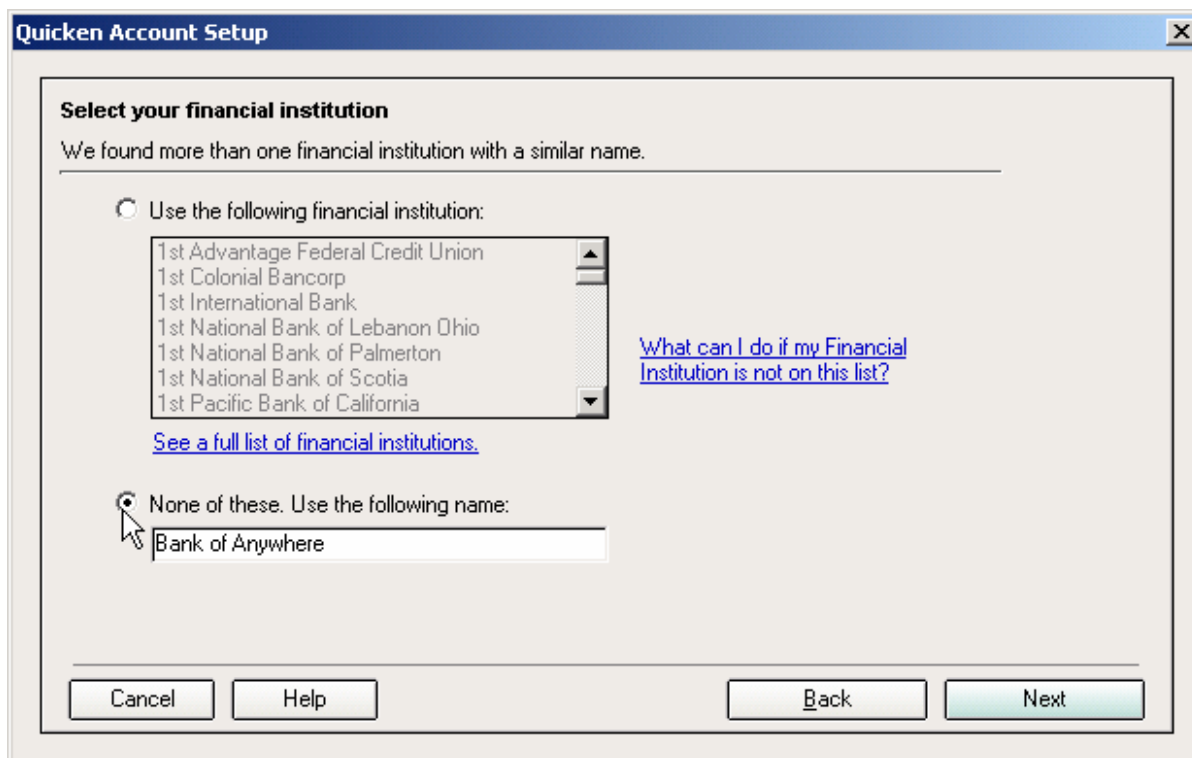 Quicken Account Setup
Select your financial institution
We found more than one financial institution with a similar name.
Use the following financial institution:
1st Advantage Federal Credit Union
1st Colonial Bancorp
1st International Bank
1st National Bank of Lebanon Ohio
1st National Bank of Palmerton
1st National Bank of Scotia
1st Pacific Bank of California
What can I do if my Financial
Institution is not on this list?
See a full list of financial institutions.
None of these. Use the following name:
Bank of Anywhere
Cancel Help Back Next